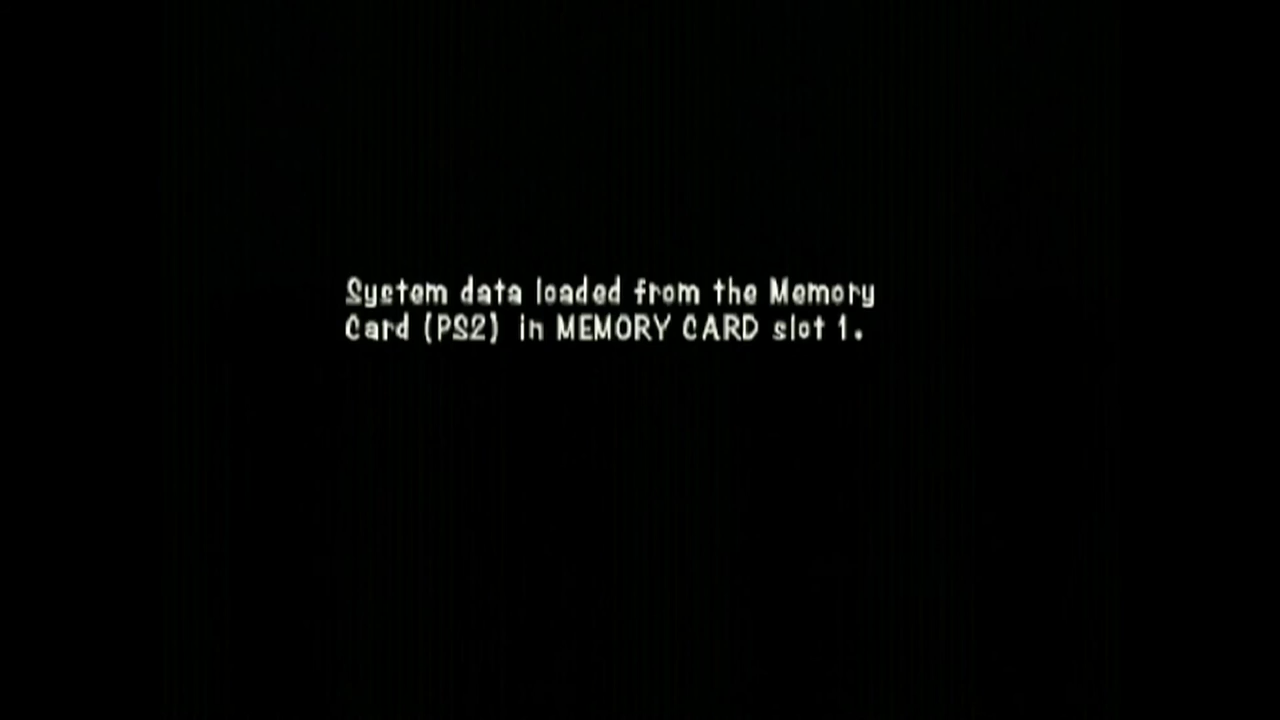 System data loaded from the Memory
Card (PS2) in MEMORY CARD slot 1.